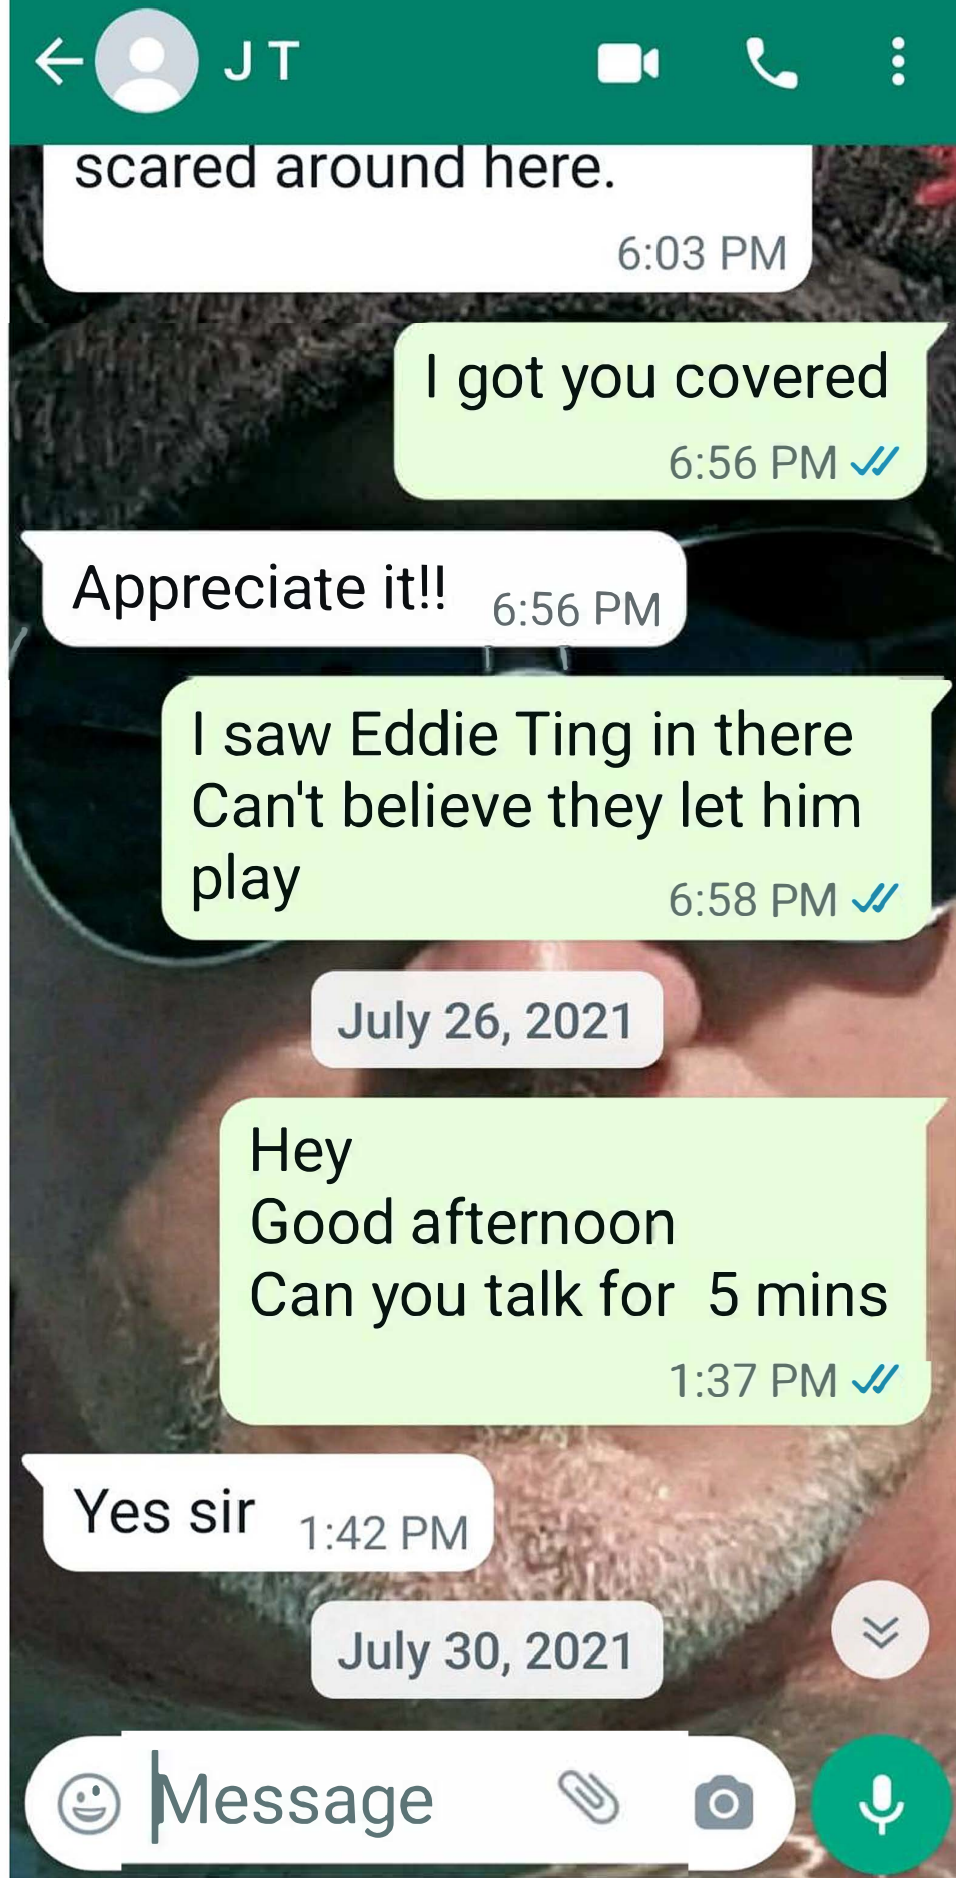 J T
scared around here.
6:03 PM
I got you covered
6:56 PM
Appreciate it!! 6:56 PM
I saw Eddie Ting in there
Can't believe they let him
play 6:58 PM
July 26, 2021
Hey
Good afternoon
Can you talk for  5 mins
1:37 PM
Yes sir 1:42 PM
July 30, 2021
Message